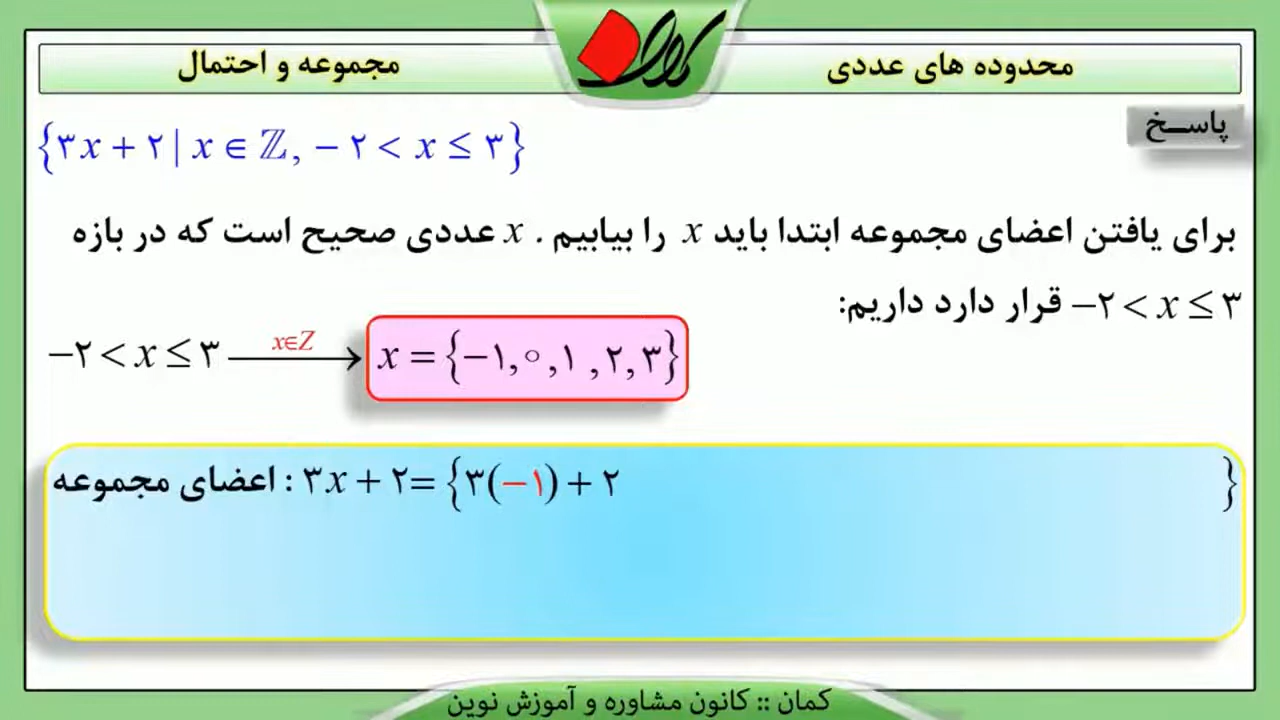 محدوده های عددی
مجموعه و احتمال
پاسـخ
{۳x + ۲ | x ∈ ℤ, − ۲ < x ≤ ۳}
برای یافتن اعضای مجموعه ابتدا باید x را بیابیم . x عددی صحیح است که در بازه
−۲ < x ≤ ۳ قرار دارد داریم:
−۲ < x ≤ ۳ ⟶ x∈Z x = {−۱,۰,۱ ,۲,۳}
اعضای مجموعه : ۳x + ۲= {۳(−۱) + ۲ }
کمان :: کانون مشاوره و آموزش نوین